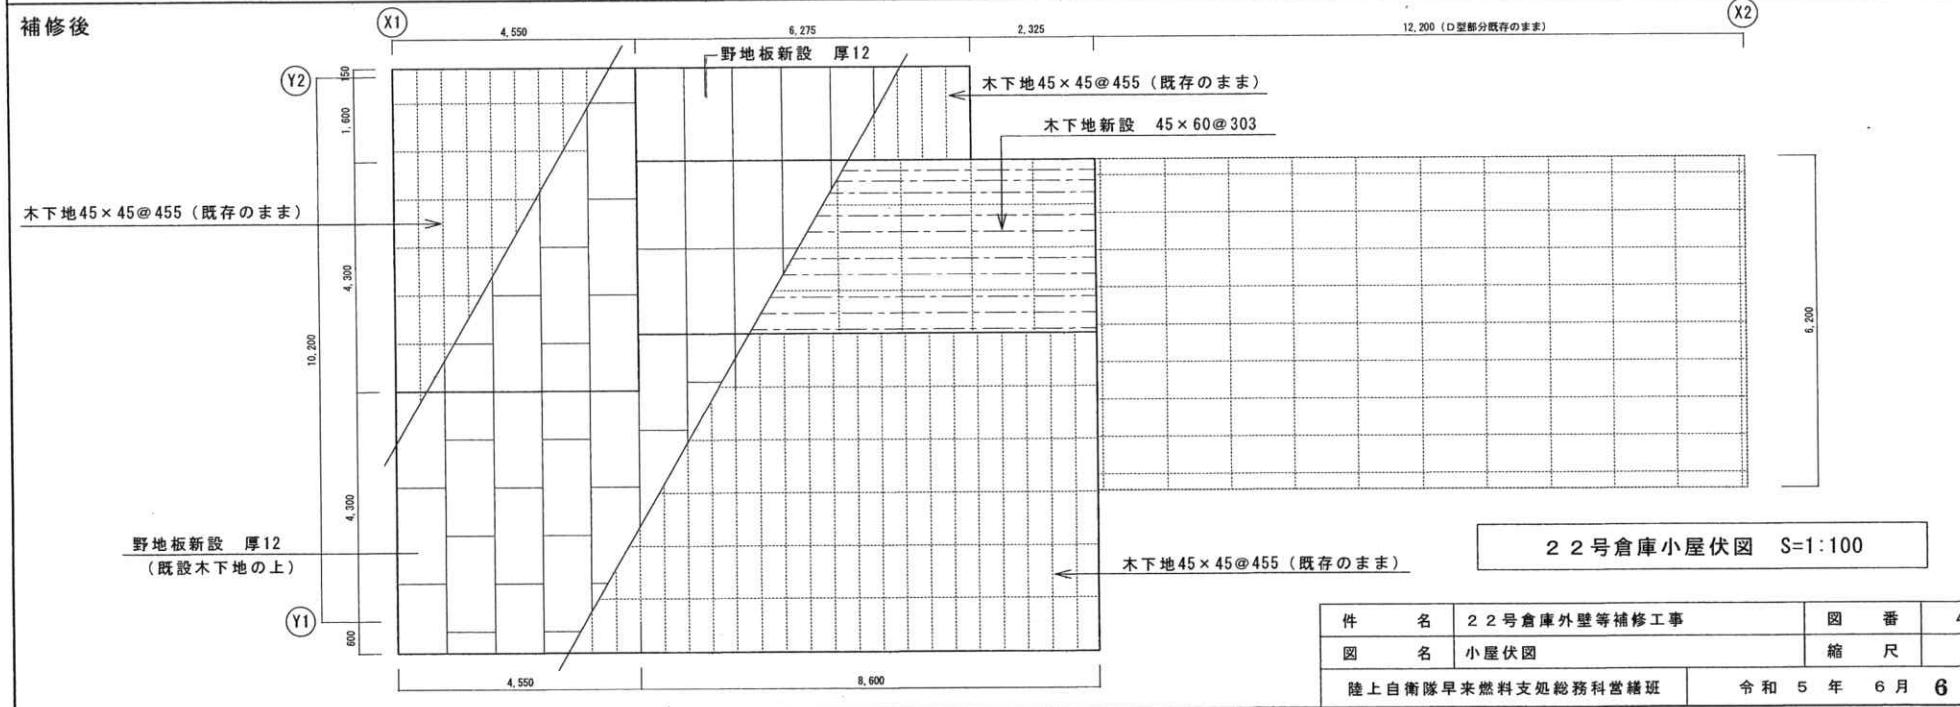 補修後
X1
X2
4,550
6,275
2,325
12,200（D型部分既存のまま）
野地板新設　厚12
Y2
150
木下地45×45@455（既存のまま）
1,600
木下地新設　45×60@303
木下地45×45@455（既存のまま）
4,300
10,200
6,200
4,300
野地板新設　厚12
（既設木下地の上）
木下地45×45@455（既存のまま）
２２号倉庫小屋伏図　S=1:100
Y1
600
4,550
8,600
件　名　２２号倉庫外壁等補修工事　図　番
図　名　小屋伏図　縮　尺
陸上自衛隊早来燃料支処総務科営繕班　令和　5　年　6月　6